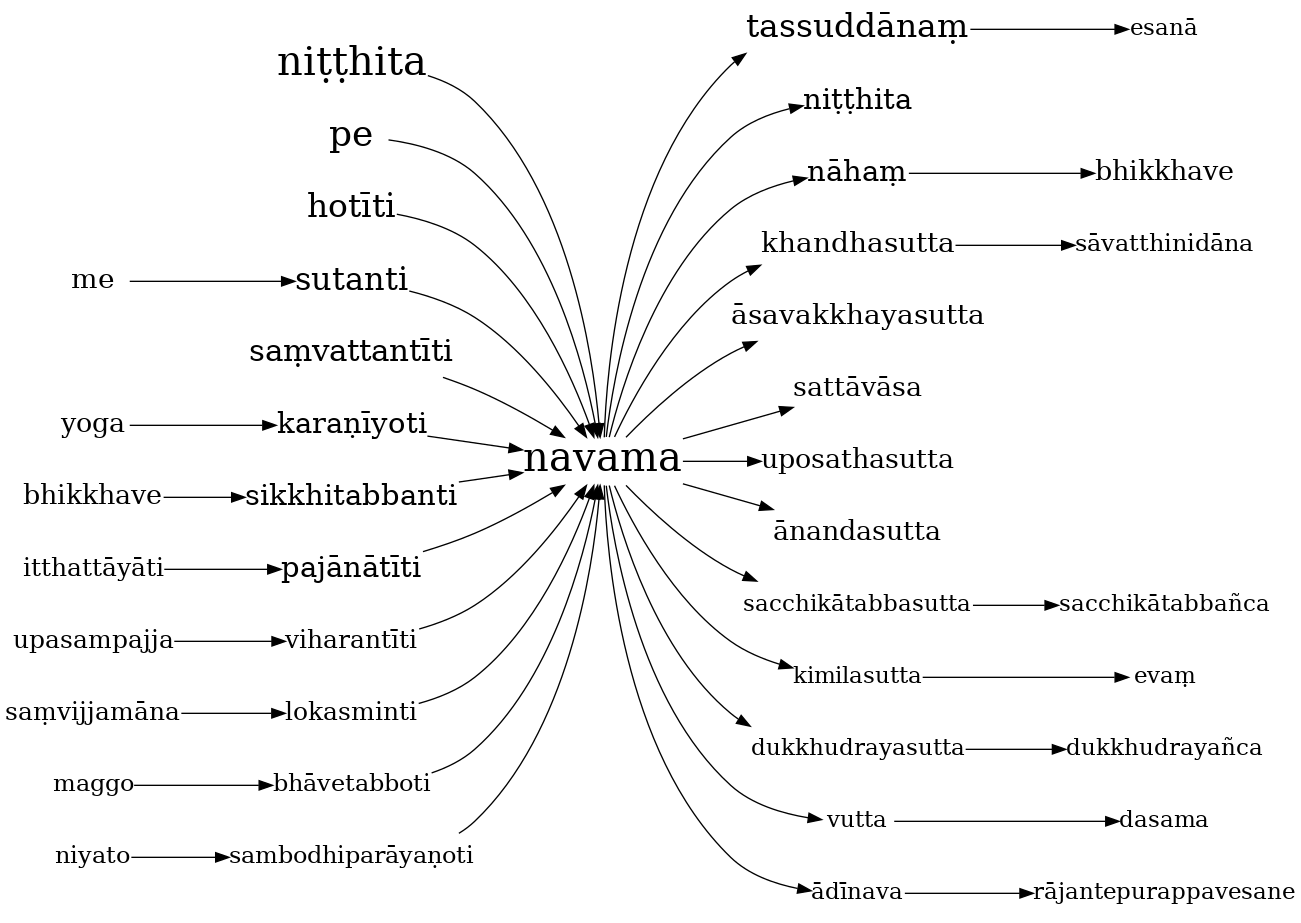 tassuddānaṃ esanā
niṭṭhita
niṭṭhita
pe
nāhaṃ bhikkhave
hotīti
khandhasutta sāvatthinidāna
me sutanti
āsavakkhayasutta
saṃvattantīti
sattāvāsa
yoga karaṇīyoti
navama
uposathasutta
bhikkhave sikkhitabbanti
ānandasutta
itthattāyāti pajānātīti
sacchikātabbasutta sacchikātabbañca
upasampajja viharantīti
kimilasutta evaṃ
saṃvijjamāna lokasminti
dukkhudrayasutta dukkhudrayañca
maggo bhāvetabboti
vutta dasama
niyato sambodhiparāyaṇoti
ādīnava rājantepurappavesane